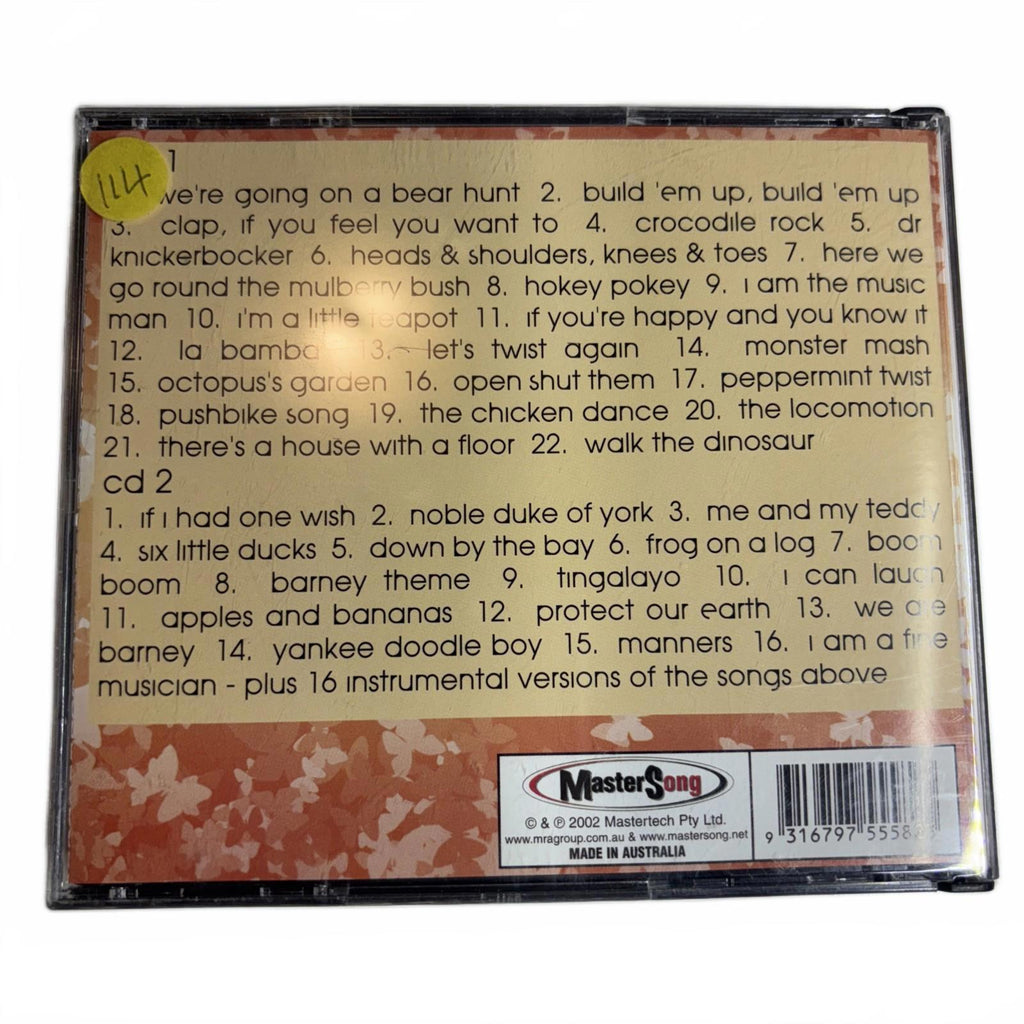 114
1
we're going on a bear hunt 2. build 'em up, build 'em up
3. clap, if you feel you want to 4. crocodile rock 5. dr
knickerbocker 6. heads & shoulders, knees & toes 7. here we
go round the mulberry bush 8. hokey pokey 9. i am the music
man 10. i'm a little teapot 11. if you're happy and you know it
12. la bamba 13. let's twist again 14. monster mash
15. octopus's garden 16. open shut them 17. peppermint twist
18. pushbike song 19. the chicken dance 20. the locomotion
21. there's a house with a floor 22. walk the dinosaur
cd 2
1. if i had one wish 2. noble duke of york 3. me and my teddy
4. six little ducks 5. down by the bay 6. frog on a log 7. boom
boom 8. barney theme 9. tingalayo 10. i can laugh
11. apples and bananas 12. protect our earth 13. we are
barney 14. yankee doodle boy 15. manners 16. i am a fine
musician - plus 16 instrumental versions of the songs above
MasterSong
© & ℗ 2002 Mastertech Pty Ltd.
www.mragroup.com.au & www.mastersong.net
MADE IN AUSTRALIA
9 316797